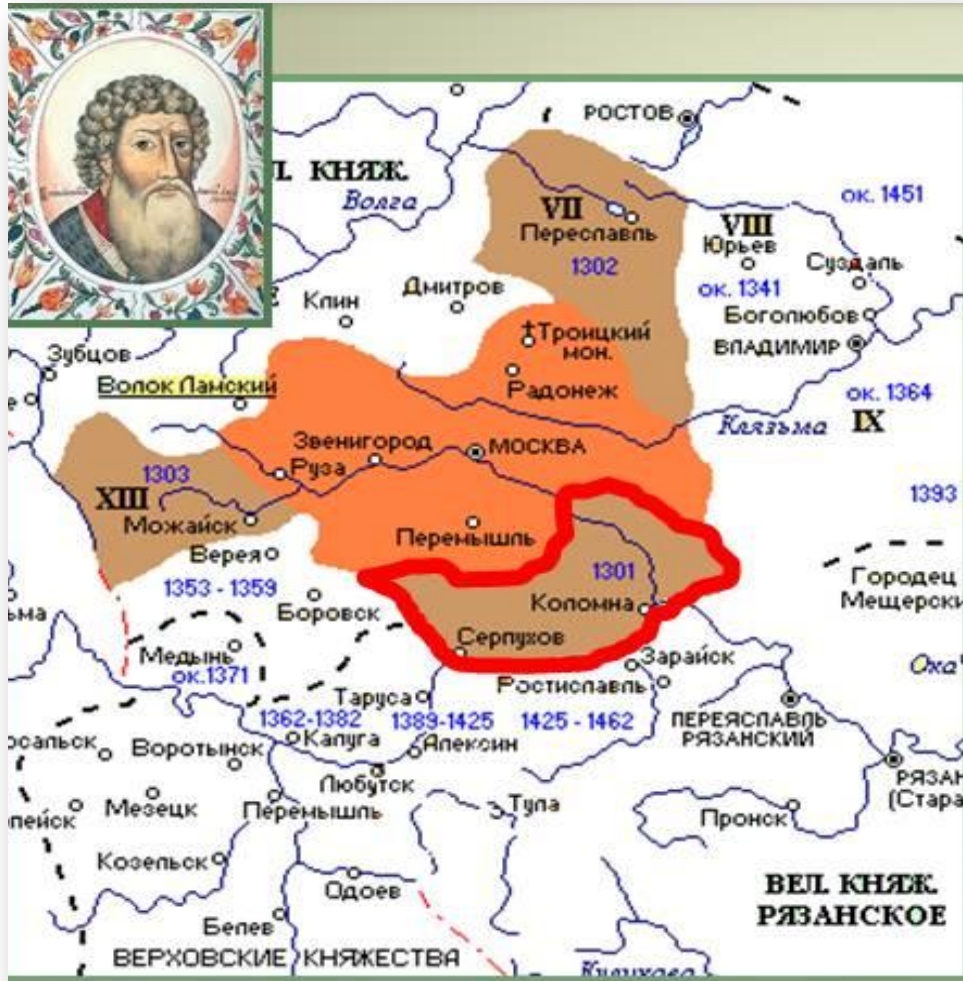 РОСТОВ
Л. КНЯЖ.
Волга
VII
Переславль
1302
VIII
Юрьев
ок. 1451
Суздаль
ок. 1341
Боголюбов
ВЛАДИМИР
Дмитров
Клин
Троицкий
мон.
Радонеж
Зубцов
Волок Ламский
ок. 1364
Клязьма
IX
Звенигород
МОСКВА
Руза
1303
XIII
Можайск
1393
Перемышль
Верея
1301
Коломна
Городец
Мещерски
1353 - 1359
Боровск
ьма
Серпухов
Медынь
ок.1371
Зарайск
Ростиславль
Таруса
1362-1382
1389-1425
1425 - 1462
ПЕРЕЯСЛАВЛЬ
РЯЗАНСКИЙ
осальск
Воротынск
Калуга
Алексин
Любутск
РЯЗАН
(Стара
Мезецк
Перемышль
Тула
Пронск
пейск
Козельск
Одоев
ВЕЛ. КНЯЖ.
РЯЗАНСКОЕ
Белев
ВЕРХОВСКИЕ КНЯЖЕСТВА